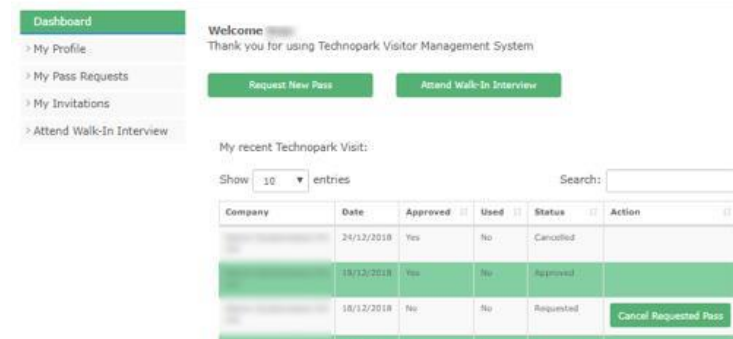 Dashboard
> My Profile
> My Pass Requests
> My Invitations
> Attend Walk-In Interview
Welcome
Thank you for using Technopark Visitor Management System
Request New Pass
Attend Walk-In Interview
My recent Technopark Visit:
Show 10 entries
Search:
Company Date Approved Used Status Action
24/12/2018 Yes No Cancelled
18/12/2018 Yes No Approved
18/12/2018 No No Requested Cancel Requested Pass